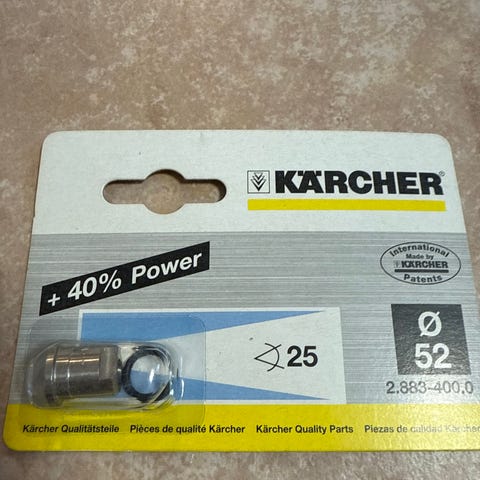 KÄRCHER®
International
Made by
KÄRCHER
Patents
+ 40% Power
25
Ø
52
2.883-400.0
Kärcher Qualitätsteile Pièces de qualité Kärcher Kärcher Quality Parts Piezas de calidad Kärcher